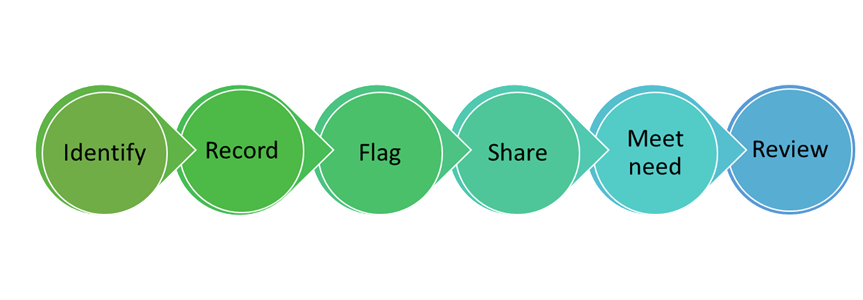 Identify
Record
Flag
Share
Meet
need
Review